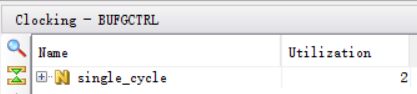 Clocking - BUFGCTRL
Name Utilization
single_cycle 2